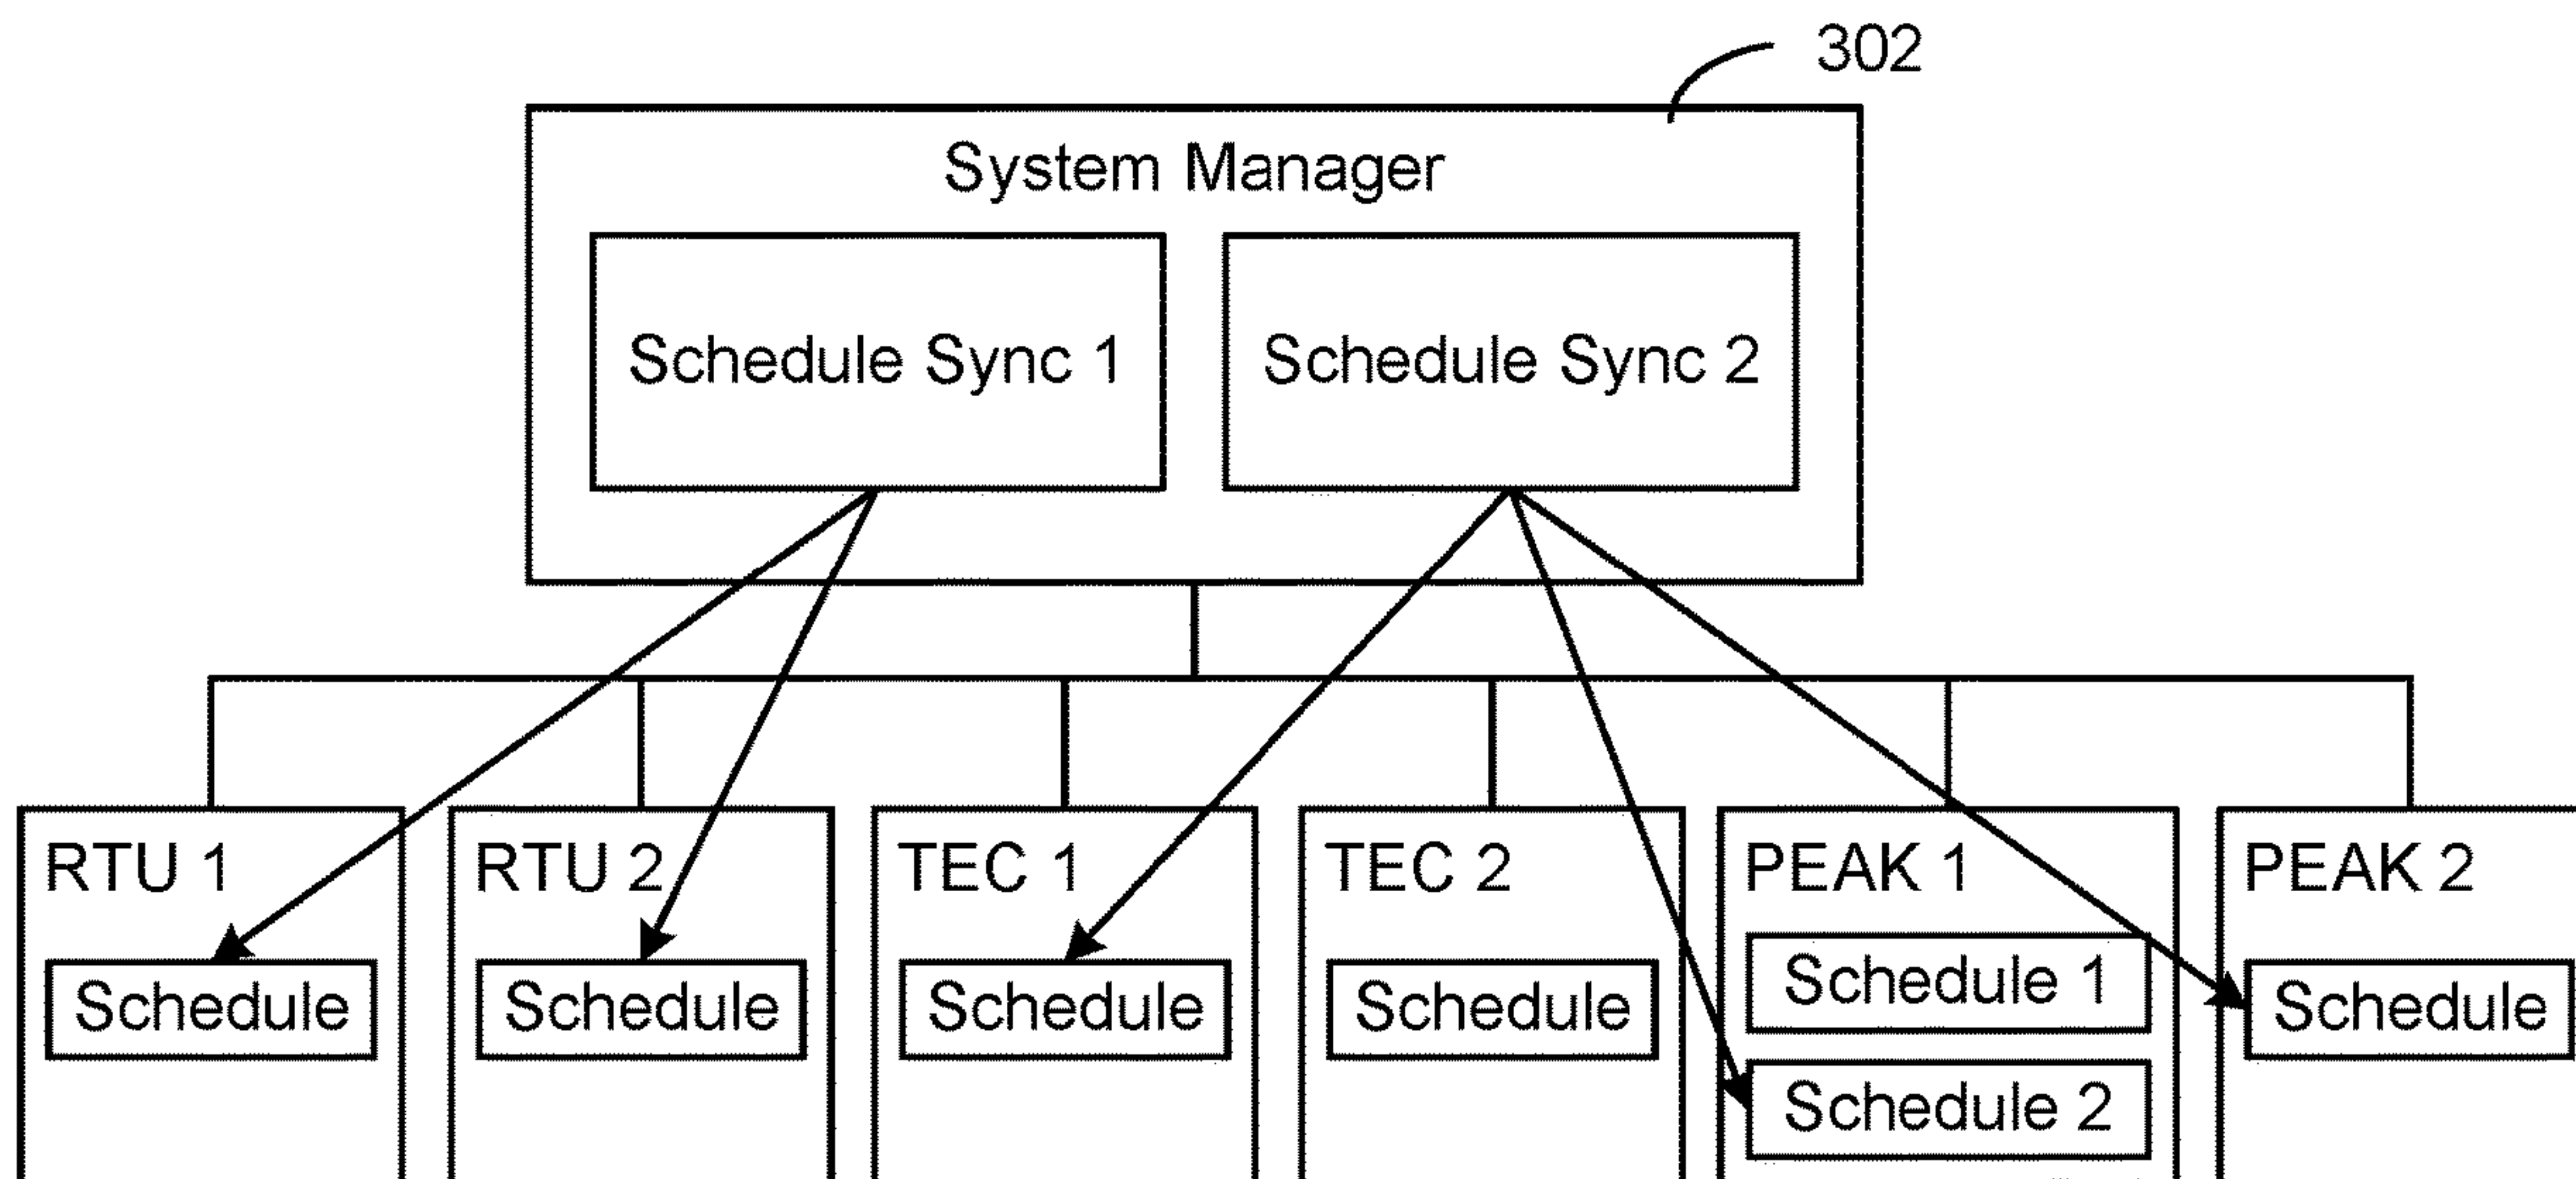 302
System Manager
Schedule Sync 1
Schedule Sync 2
RTU 1
Schedule
RTU 2
Schedule
TEC 1
Schedule
TEC 2
Schedule
PEAK 1
Schedule 1
Schedule 2
PEAK 2
Schedule